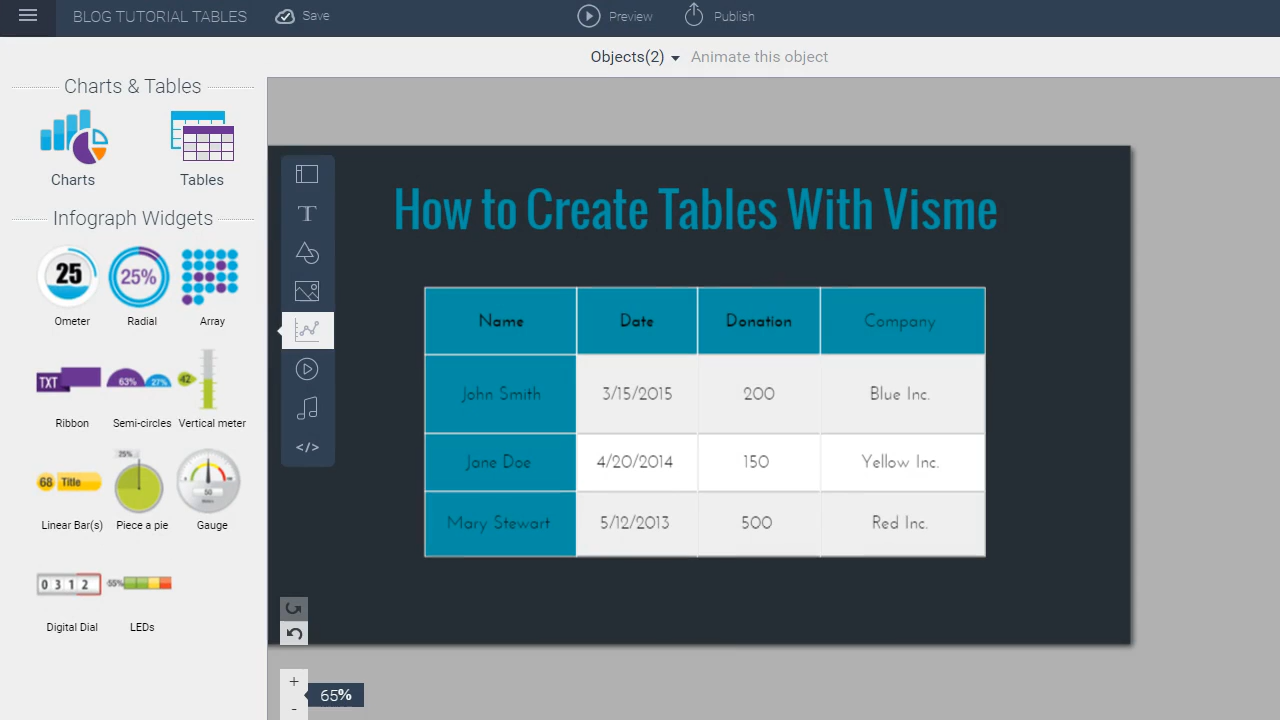 BLOG TUTORIAL TABLES Save Preview Publish
Objects(2) Animate this object
Charts & Tables
Charts Tables
Infograph Widgets
25 25%
Ometer Radial Array
TXT 63% 27% 42
Ribbon Semi-circles Vertical meter
68 Title 25% 50
Linear Bar(s) Piece a pie Gauge
0 3 1 2 55%
Digital Dial LEDs
T
</>
How to Create Tables With Visme
Name Date Donation Company
John Smith 3/15/2015 200 Blue Inc.
Jane Doe 4/20/2014 150 Yellow Inc.
Mary Stewart 5/12/2013 500 Red Inc.
+
65%
-